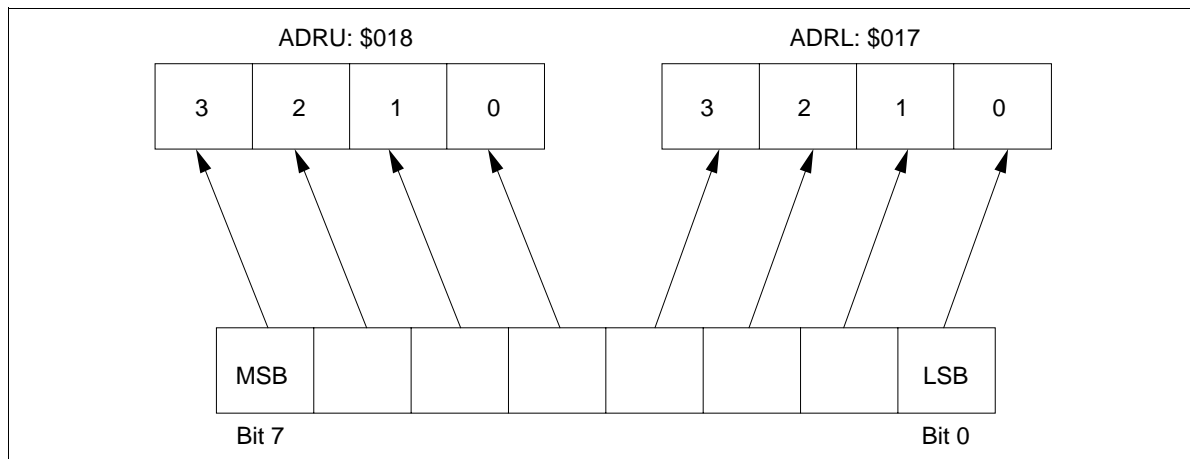 ADRU: $018 ADRL: $017
3 2 1 0 3 2 1 0
MSB LSB
Bit 7 Bit 0